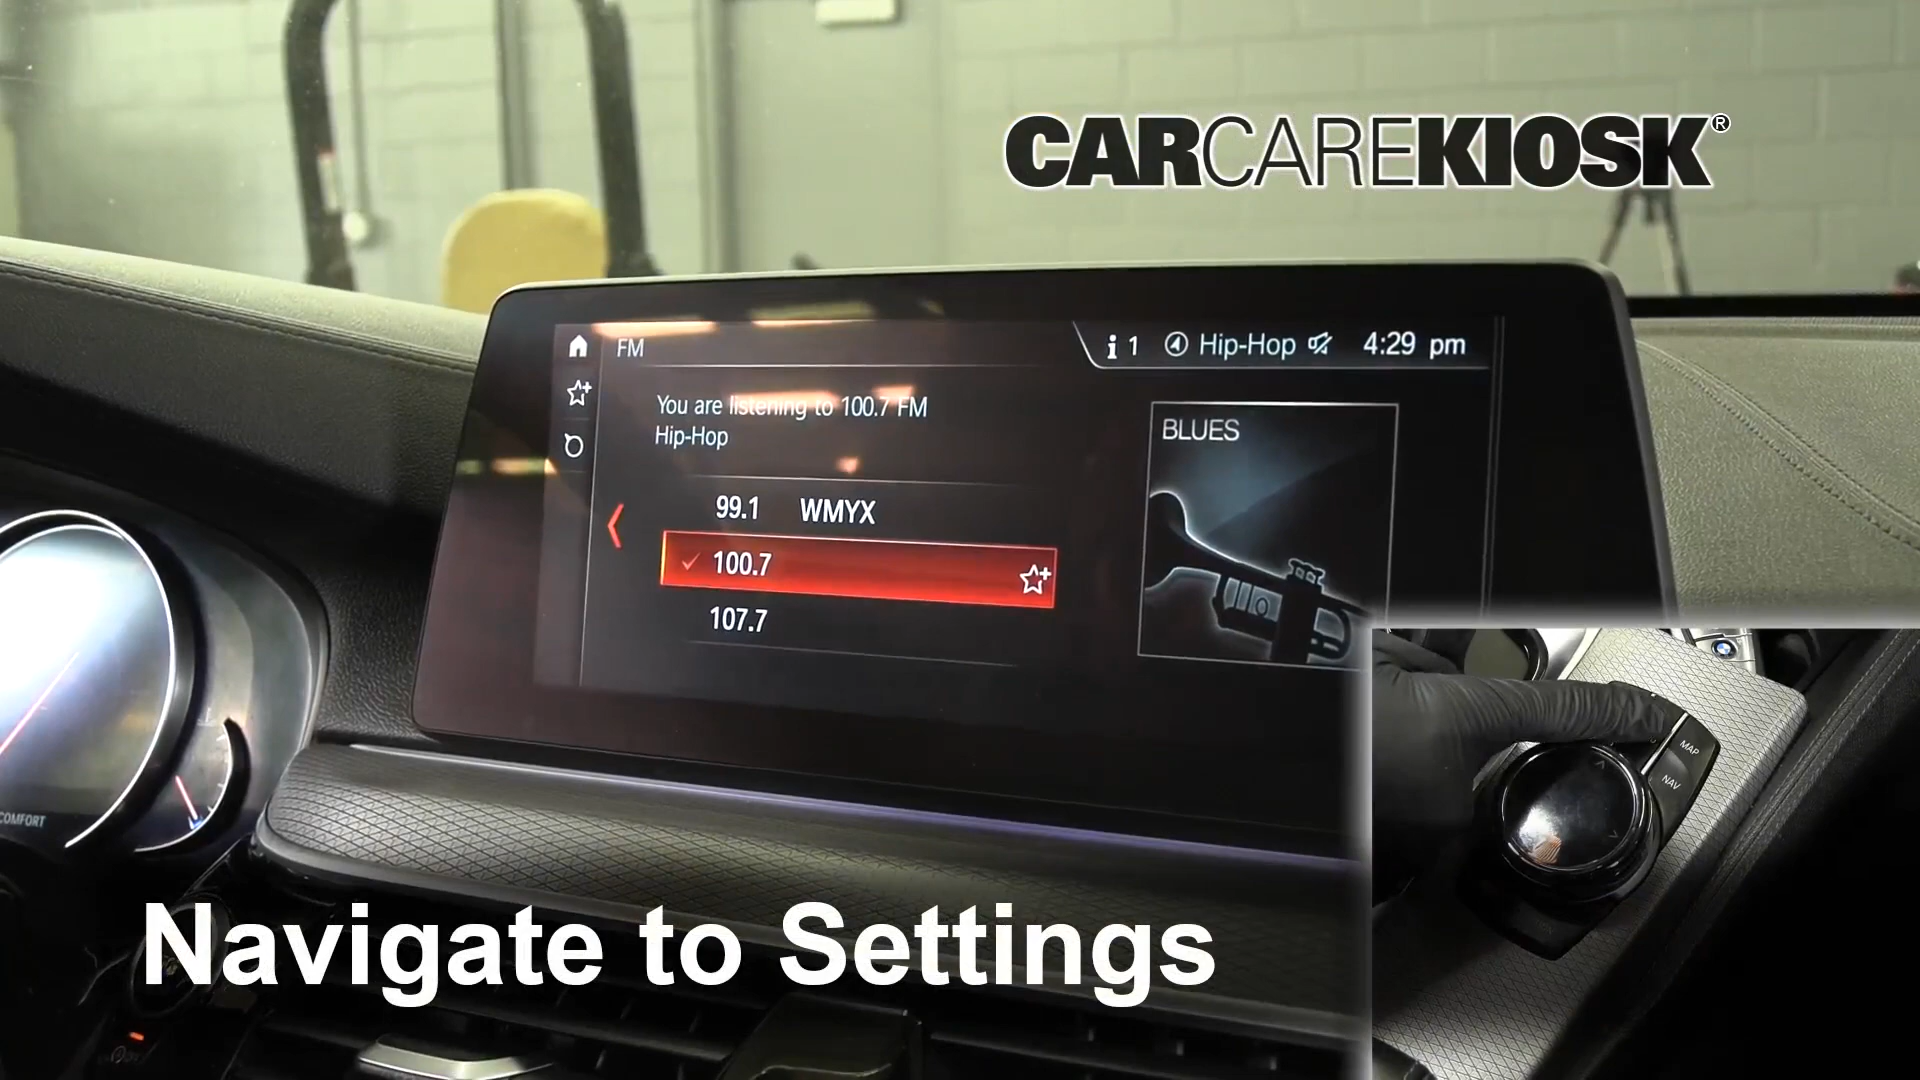 CARCAREKIOSK®
FM
i 1 Hip-Hop 4:29 pm
You are listening to 100.7 FM
Hip-Hop
BLUES
99.1 WMYX
100.7
107.7
MAP
NAV
COMFORT
Navigate to Settings